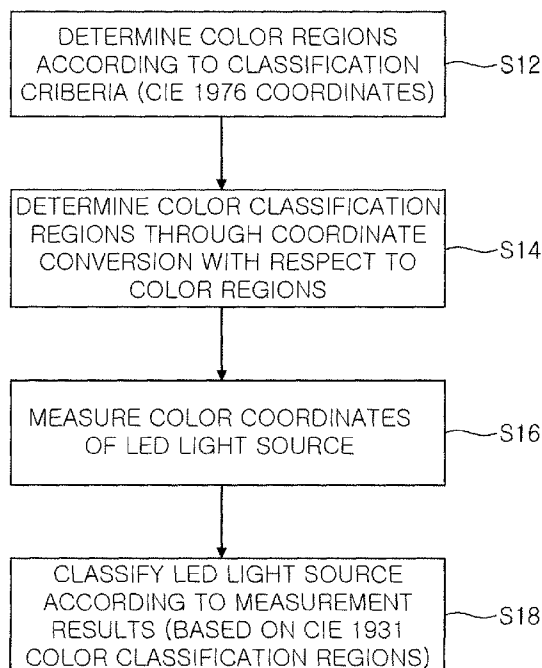 DETERMINE COLOR REGIONS
ACCORDING TO CLASSIFICATION
CRIBERIA (CIE 1976 COORDINATES)
S12
DETERMINE COLOR CLASSIFICATION
REGIONS THROUGH COORDINATE
CONVERSION WITH RESPECT TO
COLOR REGIONS
S14
MEASURE COLOR COORDINATES
OF LED LIGHT SOURCE
S16
CLASSIFY LED LIGHT SOURCE
ACCORDING TO MEASUREMENT
RESULTS (BASED ON CIE 1931
COLOR CLASSIFICATION REGIONS)
S18